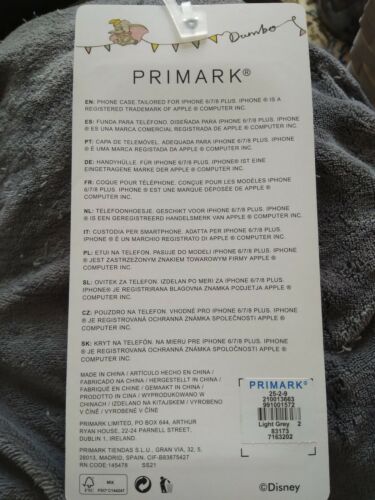 Dumbo
PRIMARK®
EN: PHONE CASE.TAILORED FOR IPHONE 6/7/8 PLUS. IPHONE ® IS A
REGISTERED TRADEMARK OF APPLE ® COMPUTER INC.
ES: FUNDA PARA TELÉFONO. DISEÑADA PARA IPHONE 6/7/8 PLUS. IPHONE
® ES UNA MARCA COMERCIAL REGISTRADA DE APPLE ® COMPUTER INC.
PT: CAPA DE TELEMÓVEL. ADEQUADA PARA IPHONE 6/7/8 PLUS. IPHONE
® É UMA MARCA REGISTADA DA APPLE ® COMPUTER INC.
DE: HANDYHÜLLE. FÜR IPHONE 6/7/8 PLUS. IPHONE® IST EINE
EINGETRAGENE MARKE DER APPLE ® COMPUTER INC.
FR: COQUE POUR TÉLÉPHONE. CONÇUE POUR LES MODÈLES IPHONE
6/7/8 PLUS. IPHONE ® EST UNE MARQUE DÉPOSÉE DE APPLE ®
COMPUTER INC.
NL: TELEFOONHOESJE. GESCHIKT VOOR IPHONE 6/7/8 PLUS. IPHONE
® IS EEN GEREGISTREERD HANDELSMERK VAN APPLE ® COMPUTER INC.
IT: CUSTODIA PER SMARTPHONE. ADATTA PER IPHONE 6/7/8 PLUS.
IPHONE ® È UN MARCHIO REGISTRATO DI APPLE ® COMPUTER INC.
PL: ETUI NA TELEFON. PASUJE DO MODELI IPHONE 6/7/8 PLUS. IPHONE
®JEST ZASTRZEŻONYM ZNAKIEM TOWAROWYM FIRMY APPLE ®
COMPUTER INC.
SL: OVITEK ZA TELEFON. IZDELAN PO MERI ZA IPHONE 6/7/8 PLUS.
IPHONE®JE REGISTRIRANA BLAGOVNA ZNAMKA PODJETJA APPLE ®
COMPUTER INC.
CZ: POUZDRO NA TELEFON. VHODNÉ PRO IPHONE 6/7/8 PLUS. IPHONE
® JE REGISTROVANÁ OCHRANNÁ ZNÁMKA SPOLEČNOSTI APPLE ®
COMPUTER INC.
SK: KRYT NA TELEFÓN. NA MIERU PRE IPHONE 6/7/8 PLUS. IPHONE ®
JE REGISTROVANÁ OCHRANNÁ ZNÁMKA SPOLOČNOSTI APPLE ®
COMPUTER INC.
MADE IN CHINA / ARTÍCULO HECHO EN CHINA /
FABRICADO NA CHINA / HERGESTELLT IN CHINA /
FABRIQUÉ EN CHINE / GEMAAKT IN CHINA /
PRODOTTO IN CINA / WYPRODUKOWANO W
CHINACH / IZDELANO NA KITAJSKEM / VYROBENO
V ČÍNĚ / VYROBENÉ V ČÍNE
PRIMARK LIMITED, PO BOX 644, ARTHUR
RYAN HOUSE, 22-24 PARNELL STREET,
DUBLIN 1, IRELAND.
PRIMARK TIENDAS S.L.U., GRAN VIA, 32, 5.
28013, MADRID, SPAIN. CIF-B83875427
RN CODE:145478 SS21
PRIMARK®
25-2-9
210013663
991001572
Light Grey 2
83173
7163202
FSC
MIX
©Disney